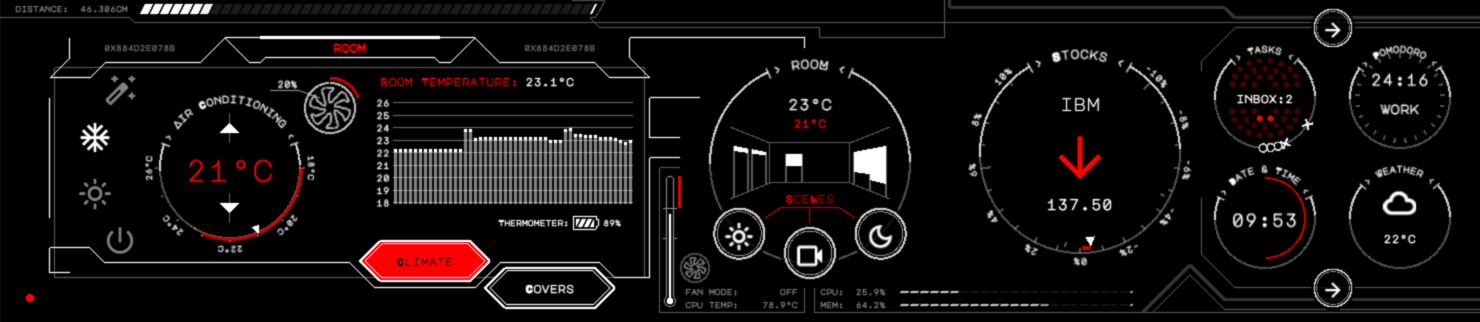 DISTANCE: 46.306CM
0X884D2E078B
ROOM
0X884D2E078B
20%
ROOM TEMPERATURE: 23.1°C
AIR CONDITIONING
21°C
26°C
24°C
22°C
20°C
18°C
26
25
24
23
22
21
20
19
18
THERMOMETER: 89%
CLIMATE
COVERS
ROOM
23°C
21°C
SCENES
FAN MODE: OFF
CPU TEMP: 78.9°C
CPU: 25.9%
MEM: 64.2%
STOCKS
IBM
137.50
10%
8%
6%
4%
2%
%0
-2%
-4%
-6%
-8%
-10%
TASKS
INBOX:2
POMODORO
24:16
WORK
DATE & TIME
09:53
WEATHER
22°C